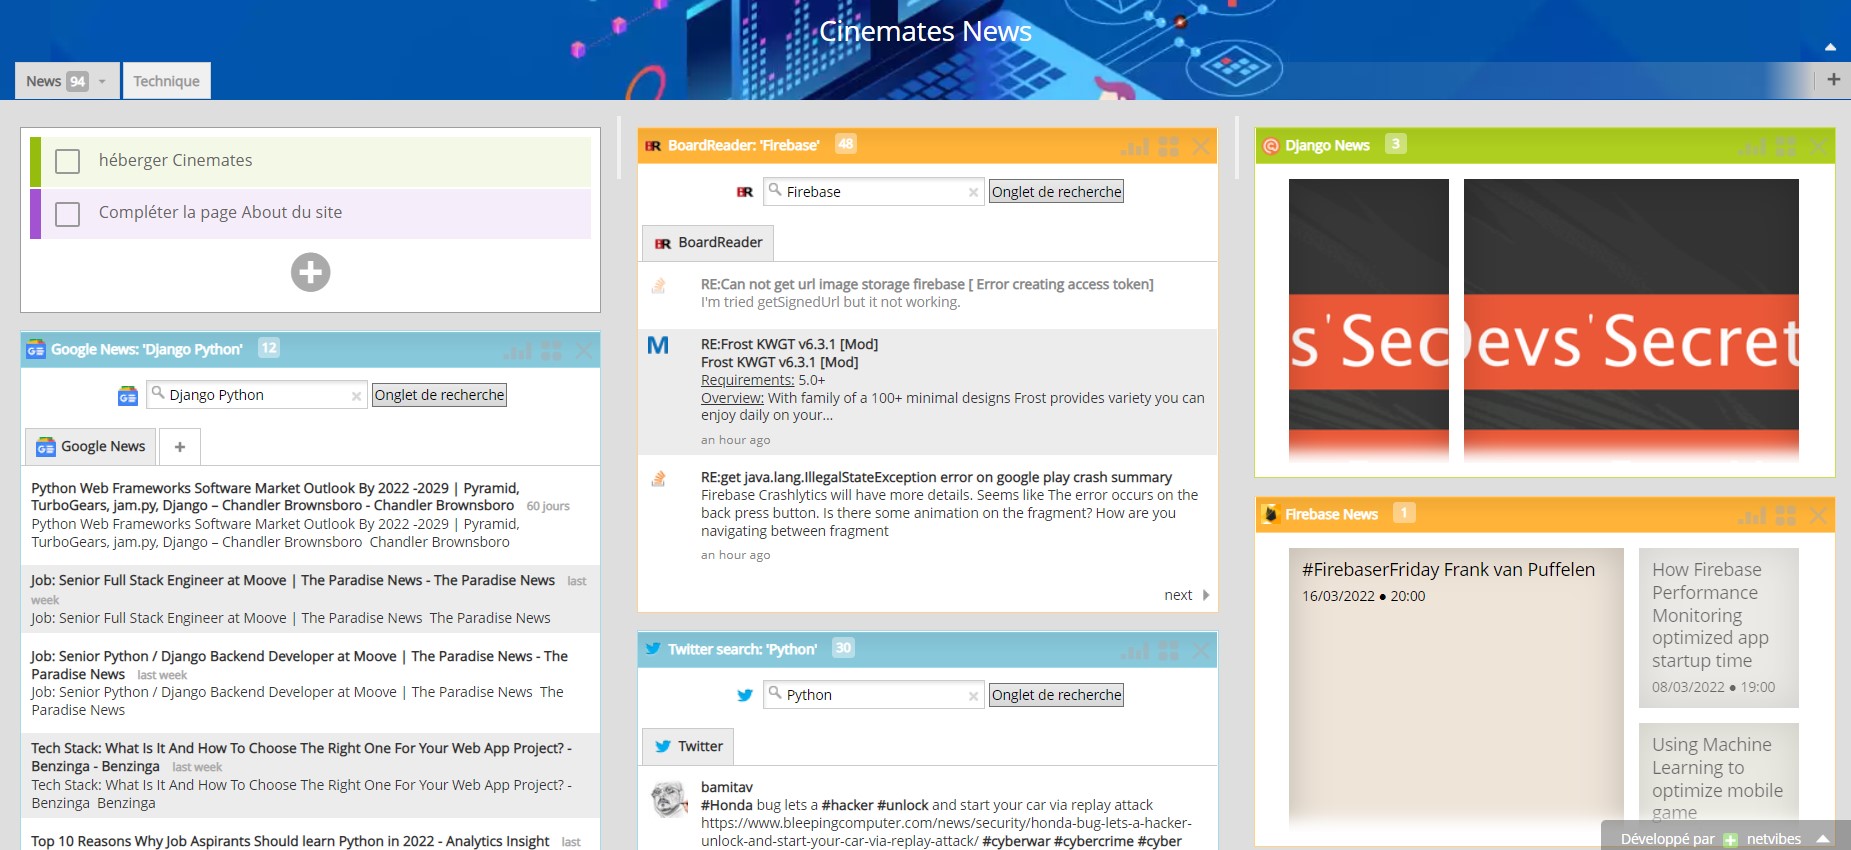 Cinemates News
News 94
Technique
+
héberger Cinemates
Compléter la page About du site
Google News: 'Django Python' 12
Django Python
Onglet de recherche
Google News
+
Python Web Frameworks Software Market Outlook By 2022 -2029 | Pyramid,
TurboGears, jam.py, Django – Chandler Brownsboro - Chandler Brownsboro 60 jours
Python Web Frameworks Software Market Outlook By 2022 -2029 | Pyramid,
TurboGears, jam.py, Django – Chandler Brownsboro Chandler Brownsboro
Job: Senior Full Stack Engineer at Moove | The Paradise News - The Paradise News last
week
Job: Senior Full Stack Engineer at Moove | The Paradise News The Paradise News
Job: Senior Python / Django Backend Developer at Moove | The Paradise News - The
Paradise News last week
Job: Senior Python / Django Backend Developer at Moove | The Paradise News The
Paradise News
Tech Stack: What Is It And How To Choose The Right One For Your Web App Project? -
Benzinga - Benzinga last week
Tech Stack: What Is It And How To Choose The Right One For Your Web App Project? -
Benzinga Benzinga
Top 10 Reasons Why Job Aspirants Should learn Python in 2022 - Analytics Insight last
BR BoardReader: 'Firebase' 48
BR
Firebase
Onglet de recherche
BR BoardReader
RE:Can not get url image storage firebase [ Error creating access token]
I'm tried getSignedUrl but it not working.
M
RE:Frost KWGT v6.3.1 [Mod]
Frost KWGT v6.3.1 [Mod]
Requirements: 5.0+
Overview: With family of a 100+ minimal designs Frost provides variety you can
enjoy daily on your...
an hour ago
RE:get java.lang.IllegalStateException error on google play crash summary
Firebase Crashlytics will have more details. Seems like The error occurs on the
back press button. Is there some animation on the fragment? How are you
navigating between fragment
an hour ago
next
Twitter search: 'Python' 30
Python
Onglet de recherche
Twitter
bamitav
#Honda bug lets a #hacker #unlock and start your car via replay attack
https://www.bleepingcomputer.com/news/security/honda-bug-lets-a-hacker-
unlock-and-start-your-car-via-replay-attack/ #cyberwar #cybercrime #cyber
Django News 3
s'Sec
Devs'Secret
Firebase News 1
#FirebaserFriday Frank van Puffelen
16/03/2022 ● 20:00
How Firebase
Performance
Monitoring
optimized app
startup time
08/03/2022 ● 19:00
Using Machine
Learning to
optimize mobile
game
Développé par netvibes